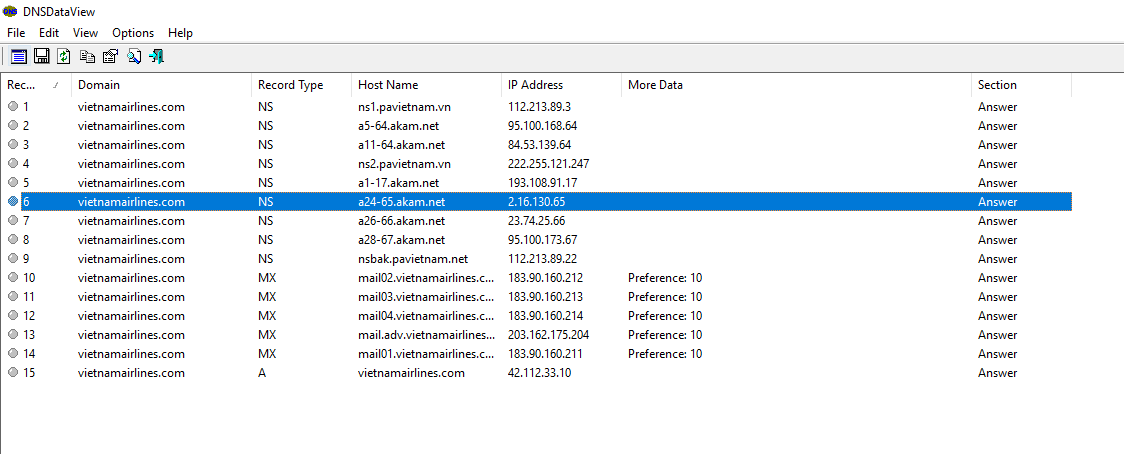 DNS DNSDataView
File Edit View Options Help
Rec... Domain Record Type Host Name IP Address More Data Section
1 vietnamairlines.com NS ns1.pavietnam.vn 112.213.89.3 Answer
2 vietnamairlines.com NS a5-64.akam.net 95.100.168.64 Answer
3 vietnamairlines.com NS a11-64.akam.net 84.53.139.64 Answer
4 vietnamairlines.com NS ns2.pavietnam.vn 222.255.121.247 Answer
5 vietnamairlines.com NS a1-17.akam.net 193.108.91.17 Answer
6 vietnamairlines.com NS a24-65.akam.net 2.16.130.65 Answer
7 vietnamairlines.com NS a26-66.akam.net 23.74.25.66 Answer
8 vietnamairlines.com NS a28-67.akam.net 95.100.173.67 Answer
9 vietnamairlines.com NS nsbak.pavietnam.net 112.213.89.22 Answer
10 vietnamairlines.com MX mail02.vietnamairlines.c... 183.90.160.212 Preference: 10 Answer
11 vietnamairlines.com MX mail03.vietnamairlines.c... 183.90.160.213 Preference: 10 Answer
12 vietnamairlines.com MX mail04.vietnamairlines.c... 183.90.160.214 Preference: 10 Answer
13 vietnamairlines.com MX mail.adv.vietnamairlines... 203.162.175.204 Preference: 10 Answer
14 vietnamairlines.com MX mail01.vietnamairlines.c... 183.90.160.211 Preference: 10 Answer
15 vietnamairlines.com A vietnamairlines.com 42.112.33.10 Answer